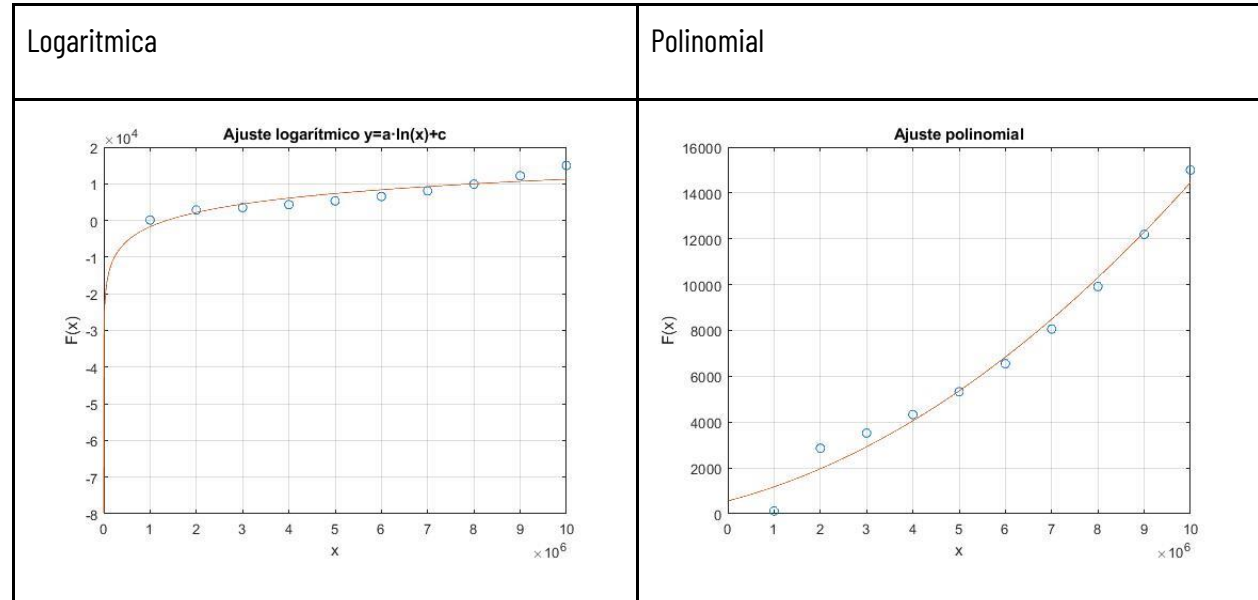 Logaritmica
Polinomial
Ajuste logarítmico y=a·ln(x)+c
×10⁴
2
1
0
-1
-2
-3
-4
-5
-6
-7
-8
F(x)
0 1 2 3 4 5 6 7 8 9 10
x
×10⁶
Ajuste polinomial
16000
14000
12000
10000
8000
6000
4000
2000
0
F(x)
0 1 2 3 4 5 6 7 8 9 10
x
×10⁶